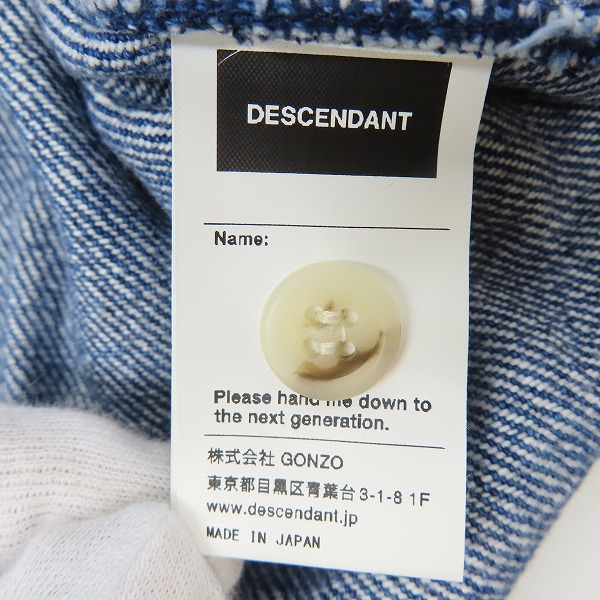 DESCENDANT
Name:
Please hand me down to
the next generation.
株式会社 GONZO
東京都目黒区青葉台3-1-8 1F
www.descendant.jp
MADE IN JAPAN